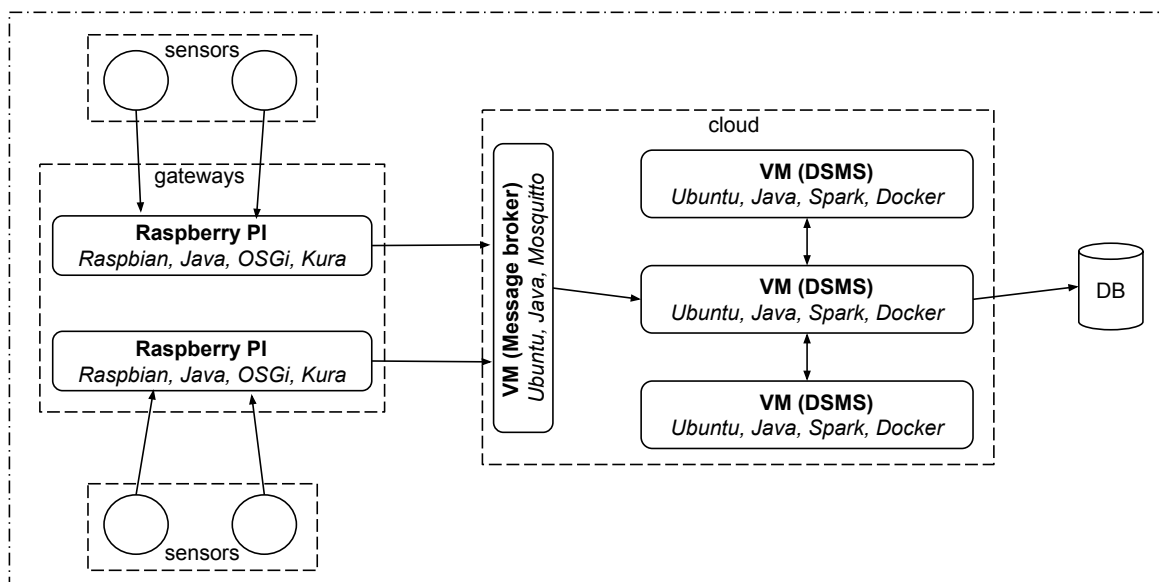 sensors
gateways
Raspberry PI
Raspbian, Java, OSGi, Kura
Raspberry PI
Raspbian, Java, OSGi, Kura
sensors
cloud
VM (Message broker)
Ubuntu, Java, Mosquitto
VM (DSMS)
Ubuntu, Java, Spark, Docker
VM (DSMS)
Ubuntu, Java, Spark, Docker
VM (DSMS)
Ubuntu, Java, Spark, Docker
DB